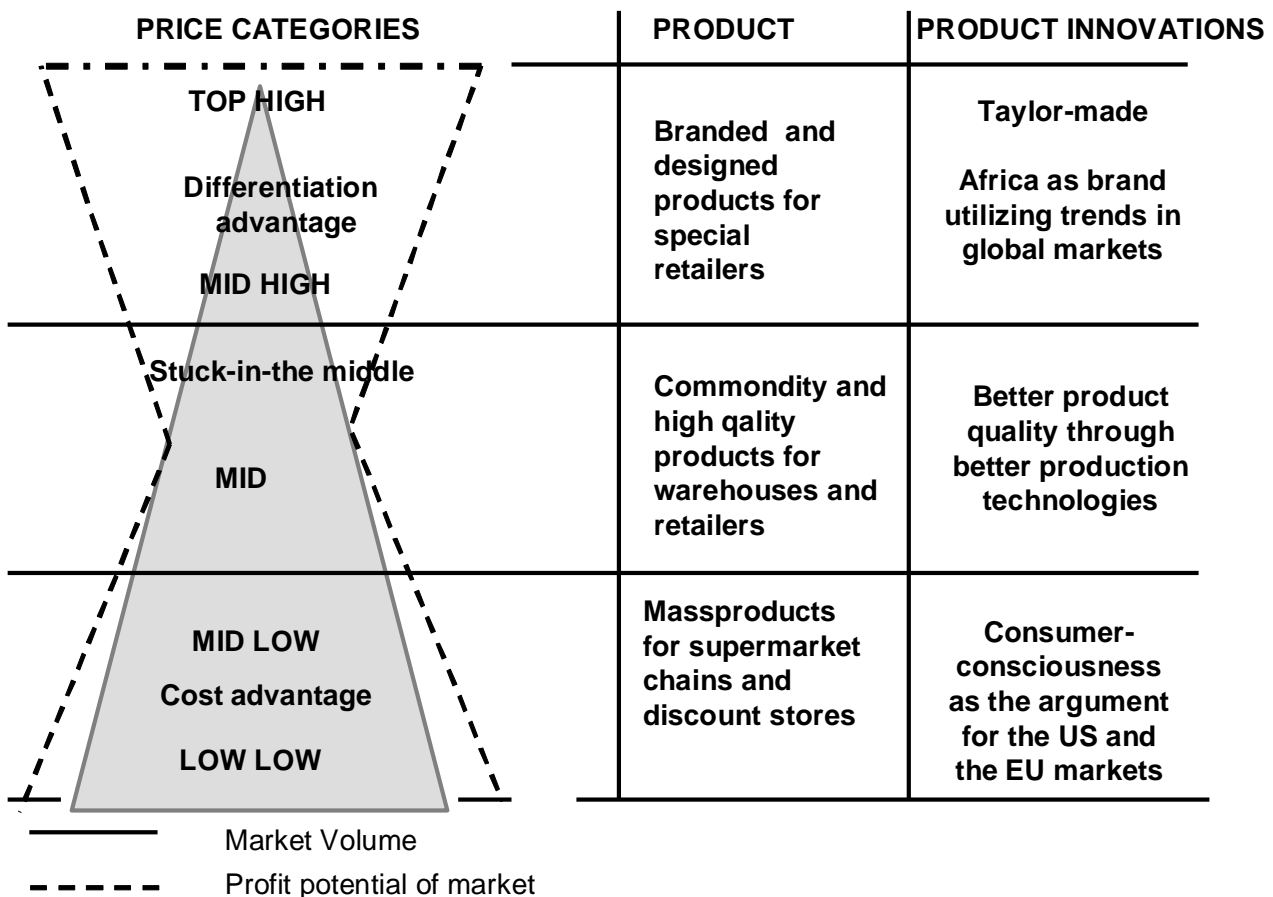 PRICE CATEGORIES
PRODUCT
PRODUCT INNOVATIONS
TOP HIGH
Differentiation
advantage
MID HIGH
Branded and
designed
products for
special
retailers
Taylor-made
Africa as brand
utilizing trends in
global markets
Stuck-in-the middle
MID
Commondity and
high qality
products for
warehouses and
retailers
Better product
quality through
better production
technologies
MID LOW
Cost advantage
LOW LOW
Massproducts
for supermarket
chains and
discount stores
Consumer-
consciousness
as the argument
for the US and
the EU markets
Market Volume
Profit potential of market